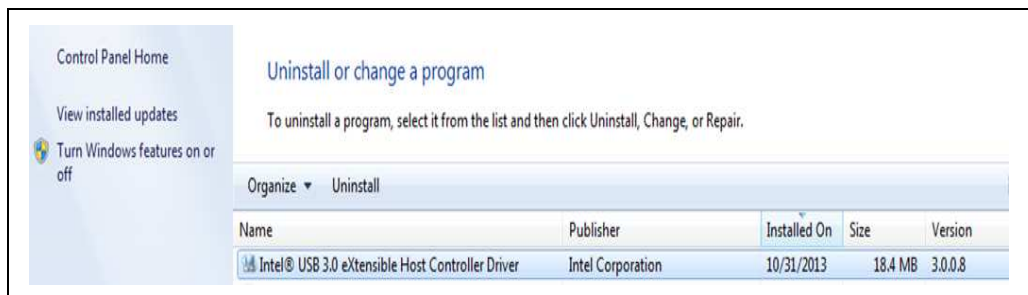 Control Panel Home
View installed updates
Turn Windows features on or
off
Uninstall or change a program
To uninstall a program, select it from the list and then click Uninstall, Change, or Repair.
Organize Uninstall
Name Publisher Installed On Size Version
Intel® USB 3.0 eXtensible Host Controller Driver Intel Corporation 10/31/2013 18.4 MB 3.0.0.8